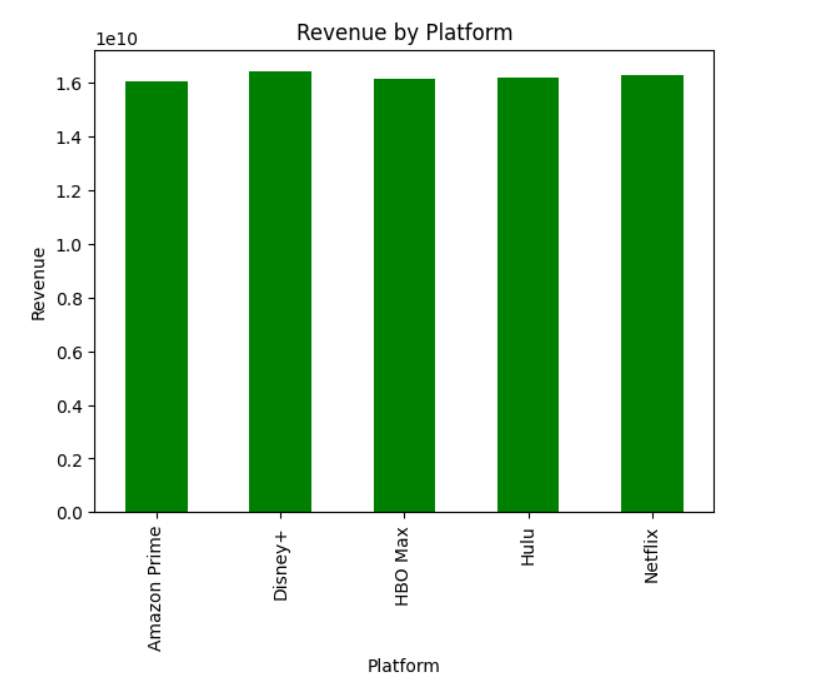 Revenue by Platform
1e10
1.6
1.4
1.2
1.0
0.8
0.6
0.4
0.2
0.0
Revenue
Amazon Prime
Disney+
HBO Max
Hulu
Netflix
Platform